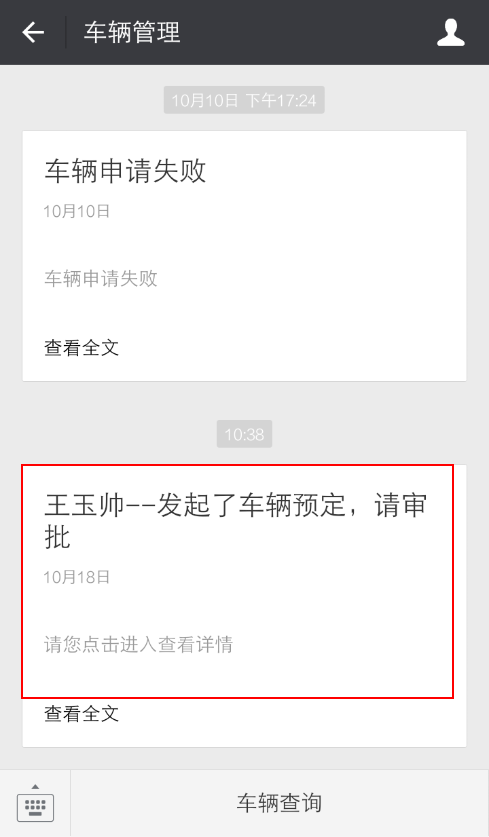 车辆管理
10月10日 下午17:24
车辆申请失败
10月10日
车辆申请失败
查看全文
10:38
王玉帅--发起了车辆预定，请审
批
10月18日
请您点击进入查看详情
查看全文
车辆查询